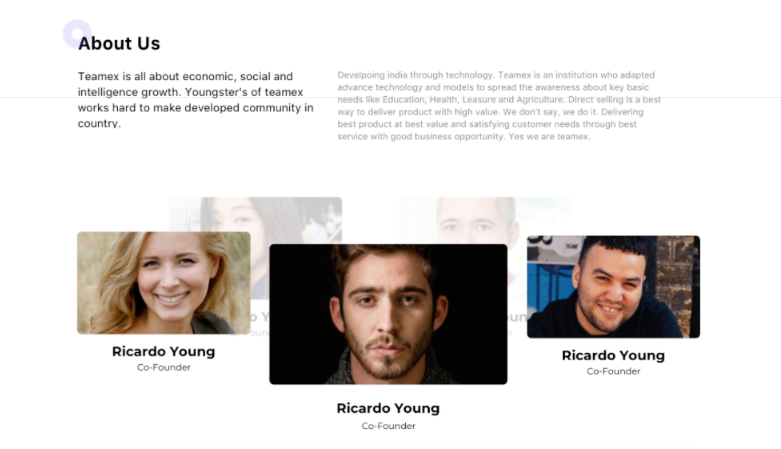 About Us
Teamex is all about economic, social and
intelligence growth. Youngster's of teamex
works hard to make developed community in
country.
Develpoing india through technology. Teamex is an institution who adapted
advance technology and models to spread the awareness about key basic
needs like Education, Health, Leasure and Agriculture. Direct selling is a best
way to deliver product with high value. We don't say, we do it. Delivering
best product at best value and satisfying customer needs through best
service with good business opportunity. Yes we are teamex.
Ricardo Young
Co-Founder
Ricardo Young
Co-Founder
Ricardo Young
Co-Founder